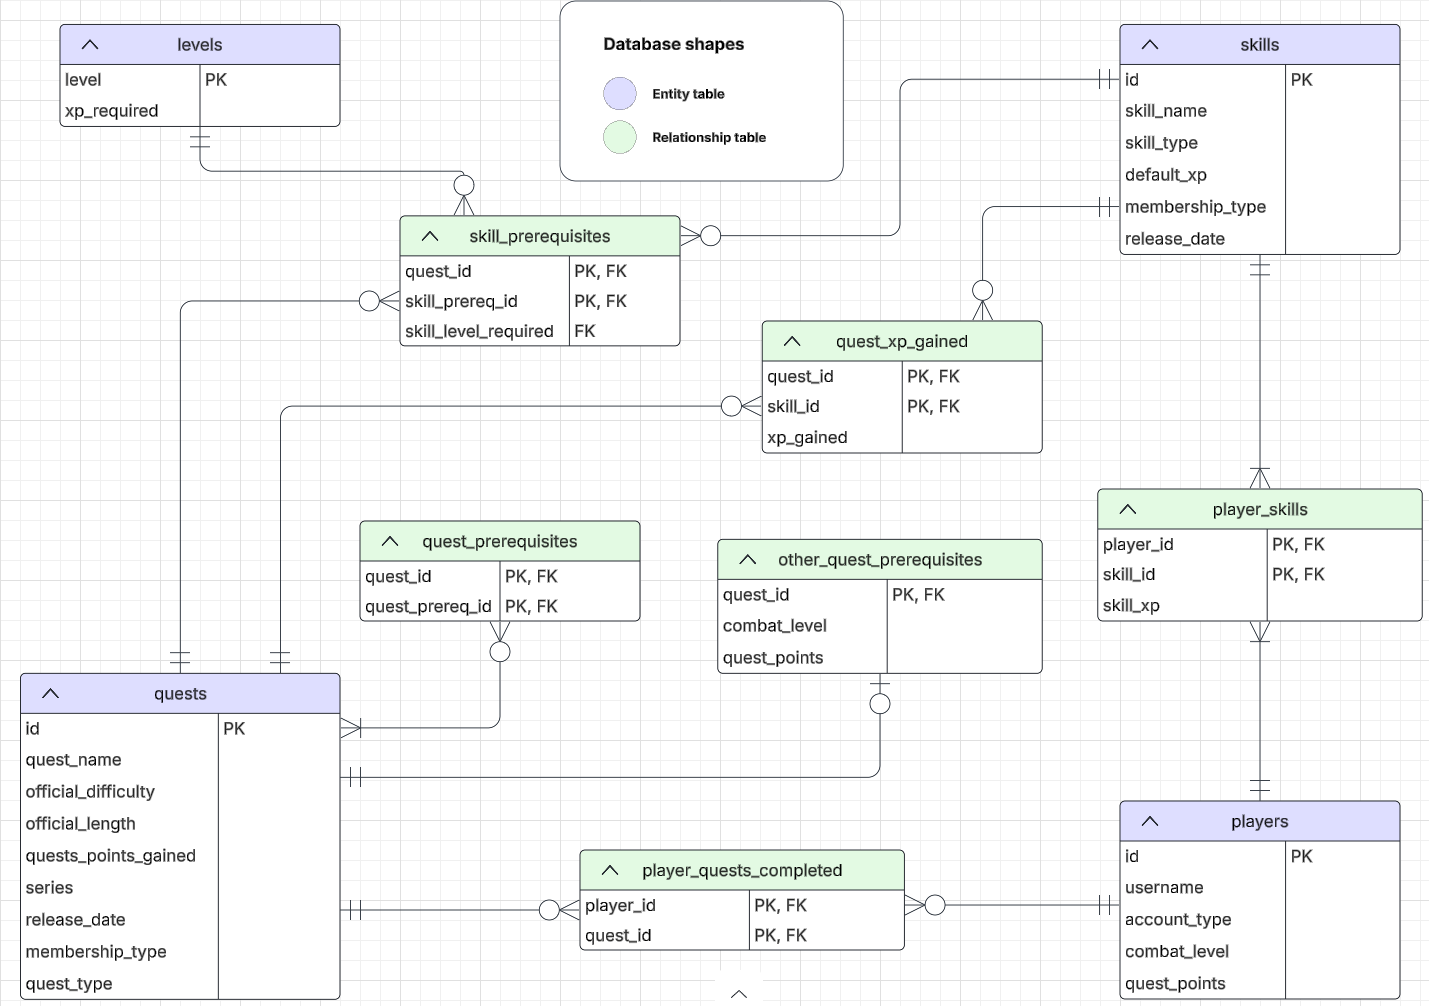 levels
level PK
xp_required
Database shapes
Entity table
Relationship table
skills
id PK
skill_name
skill_type
default_xp
membership_type
release_date
skill_prerequisites
quest_id PK, FK
skill_prereq_id PK, FK
skill_level_required FK
quest_xp_gained
quest_id PK, FK
skill_id PK, FK
xp_gained
player_skills
player_id PK, FK
skill_id PK, FK
skill_xp
quest_prerequisites
quest_id PK, FK
quest_prereq_id PK, FK
other_quest_prerequisites
quest_id PK, FK
combat_level
quest_points
quests
id PK
quest_name
official_difficulty
official_length
quests_points_gained
series
release_date
membership_type
quest_type
player_quests_completed
player_id PK, FK
quest_id PK, FK
players
id PK
username
account_type
combat_level
quest_points